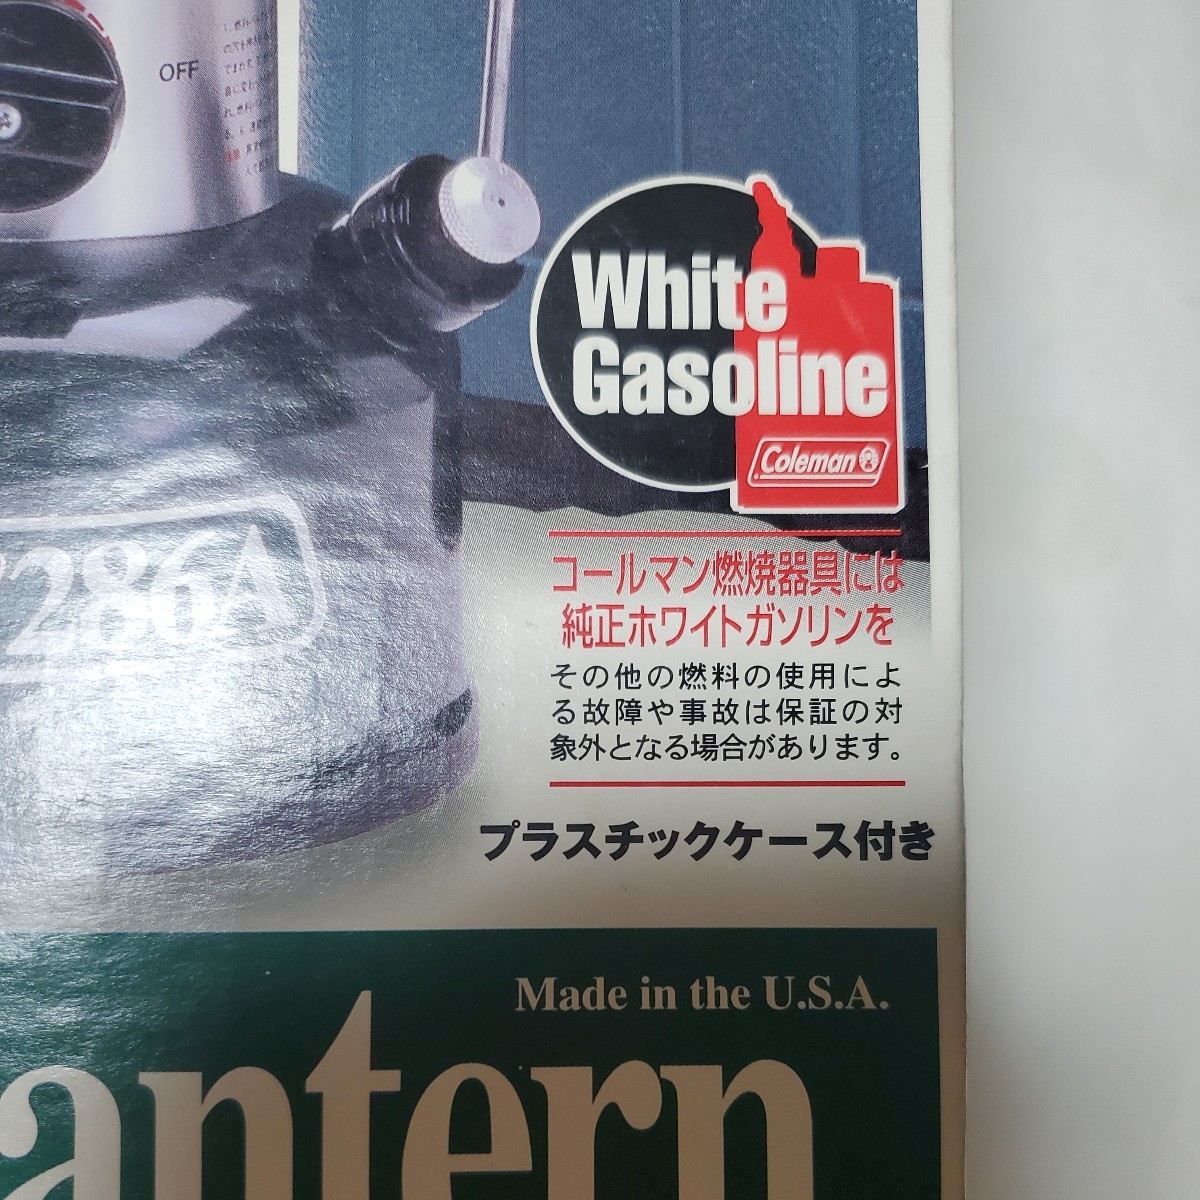 OFF
White
Gasoline
Coleman
286A
コールマン燃焼器具には
純正ホワイトガソリンを
その他の燃料の使用によ
る故障や事故は保証の対
象外となる場合があります。
プラスチックケース付き
Made in the U.S.A.
antern